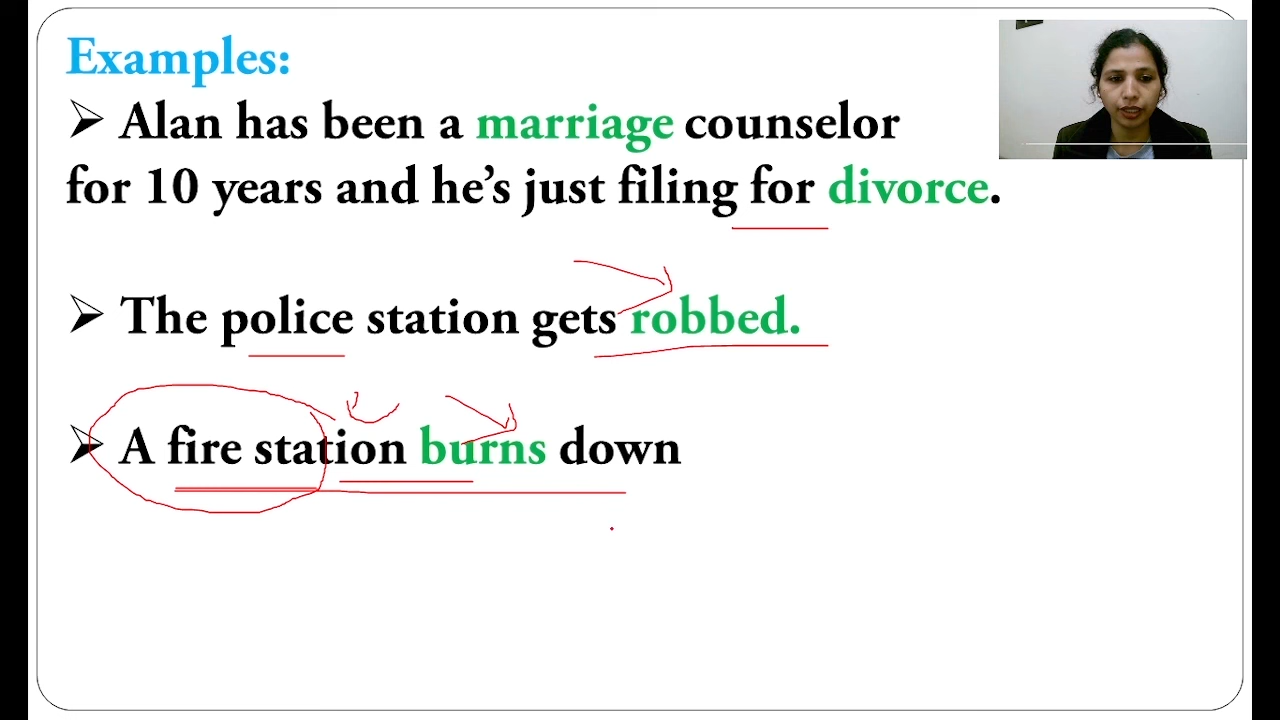 Examples:
➢ Alan has been a marriage counselor
for 10 years and he’s just filing for divorce.
➢ The police station gets robbed.
➢ A fire station burns down